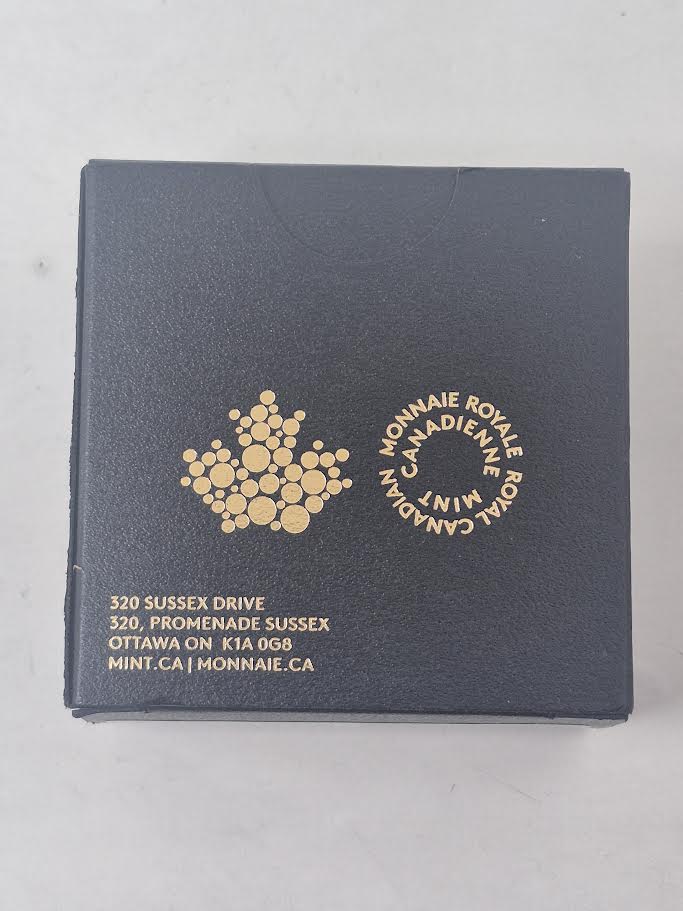 MONNAIE ROYALE
CANADIENNE
ROYAL CANADIAN
MINT
320 SUSSEX DRIVE
320, PROMENADE SUSSEX
OTTAWA ON K1A 0G8
MINT.CA | MONNAIE.CA